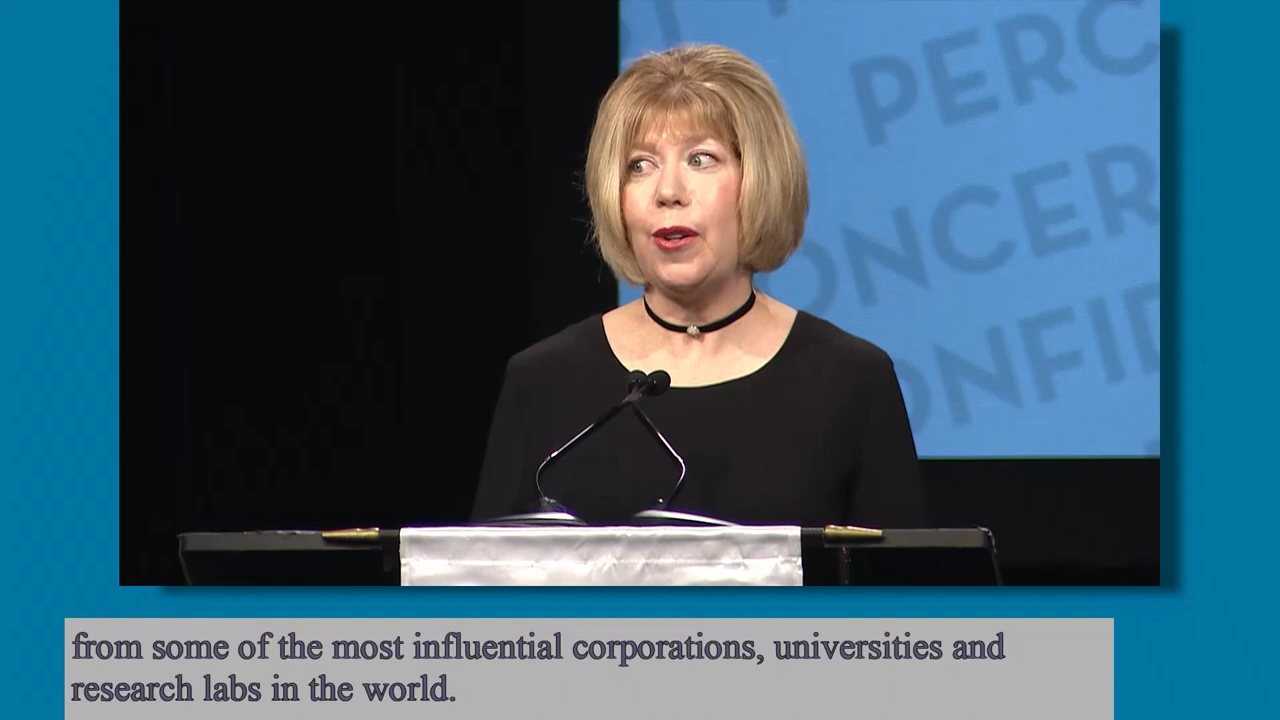 PERC
ONCER
ONFID
from some of the most influential corporations, universities and
research labs in the world.